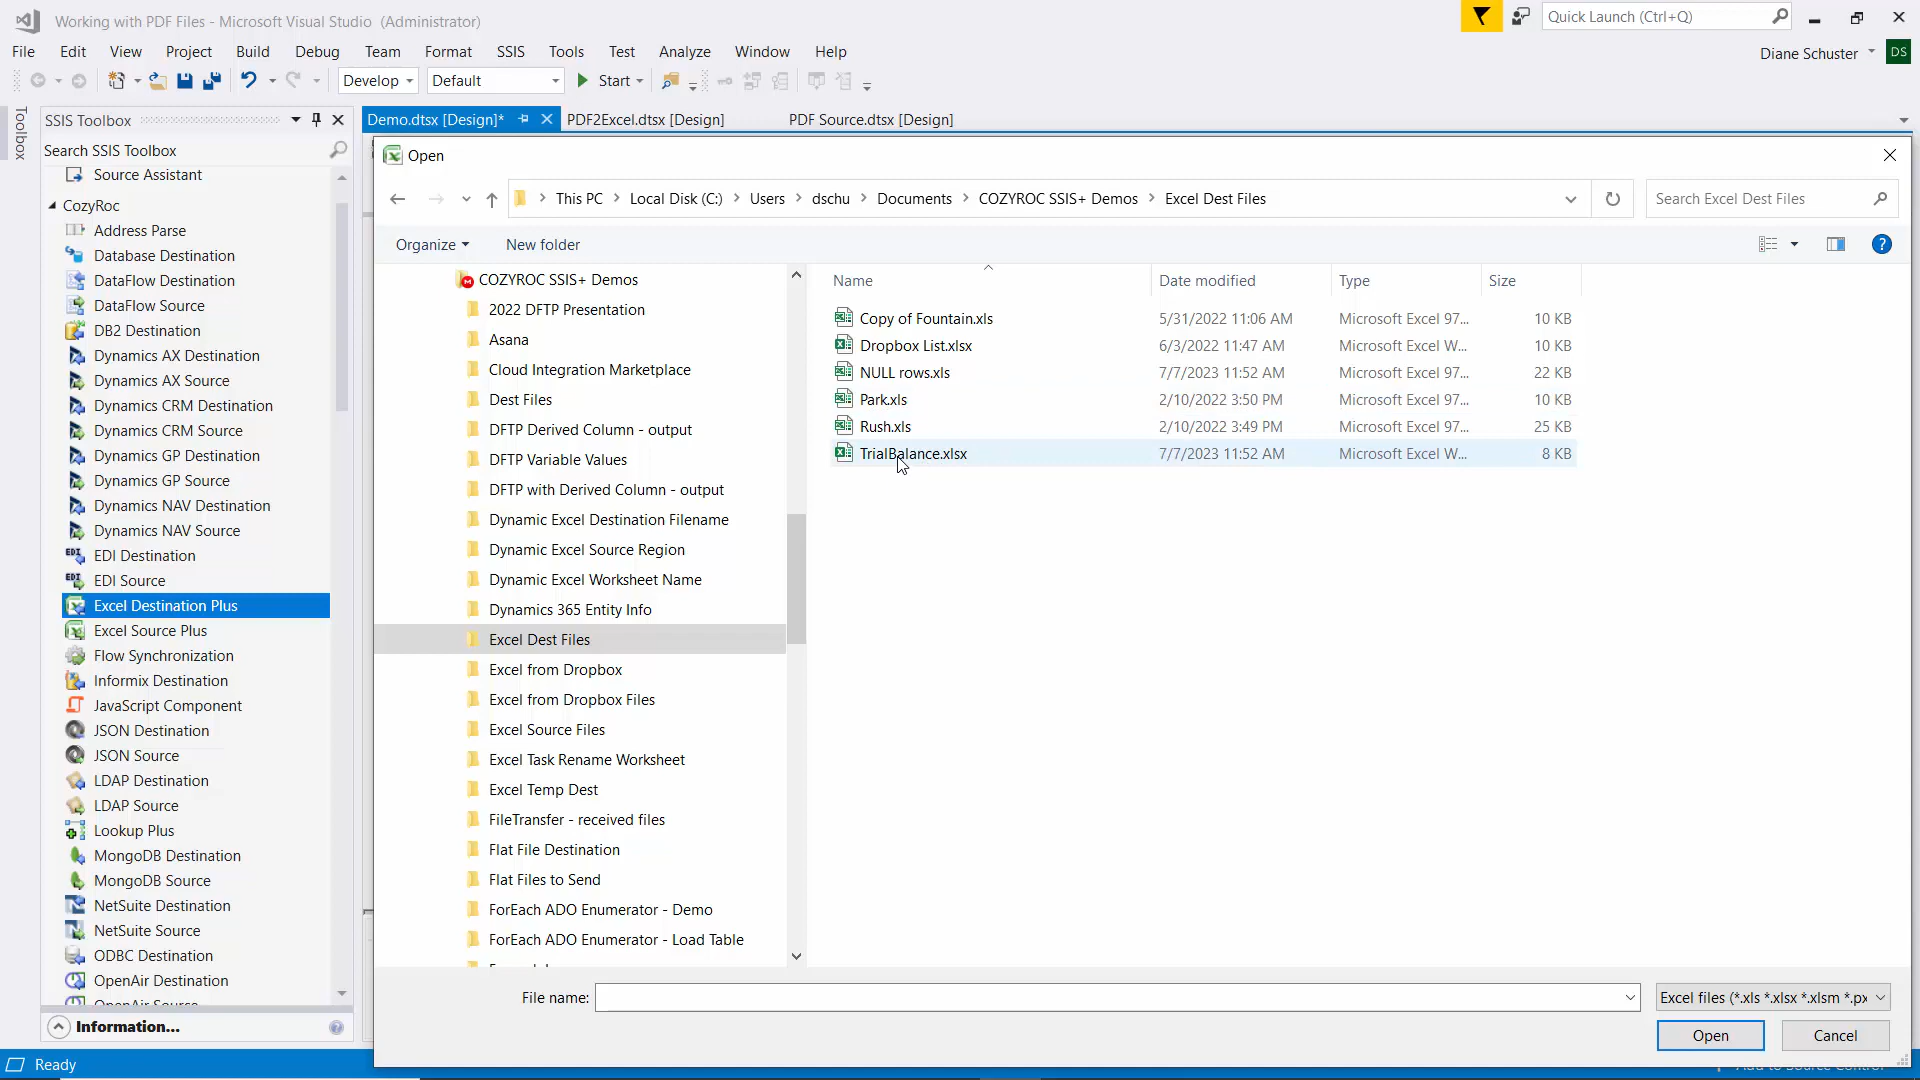 Working with PDF Files - Microsoft Visual Studio (Administrator)
Quick Launch (Ctrl+Q)
File Edit View Project Build Debug Team Format SSIS Tools Test Analyze Window Help
Diane Schuster DS
Develop Default Start
Toolbox
SSIS Toolbox
Demo.dtsx [Design]* PDF2Excel.dtsx [Design] PDF Source.dtsx [Design]
Search SSIS Toolbox
Source Assistant
CozyRoc
Address Parse
Database Destination
DataFlow Destination
DataFlow Source
DB2 Destination
Dynamics AX Destination
Dynamics AX Source
Dynamics CRM Destination
Dynamics CRM Source
Dynamics GP Destination
Dynamics GP Source
Dynamics NAV Destination
Dynamics NAV Source
EDI EDI Destination
EDI EDI Source
Excel Destination Plus
Excel Source Plus
Flow Synchronization
Informix Destination
JavaScript Component
JSON Destination
JSON Source
LDAP Destination
LDAP Source
Lookup Plus
MongoDB Destination
MongoDB Source
NetSuite Destination
NetSuite Source
ODBC Destination
OpenAir Destination
OpenAir Source
Information...
Ready
Open
This PC > Local Disk (C:) > Users > dschu > Documents > COZYROC SSIS+ Demos > Excel Dest Files
Search Excel Dest Files
Organize New folder
COZYROC SSIS+ Demos
2022 DFTP Presentation
Asana
Cloud Integration Marketplace
Dest Files
DFTP Derived Column - output
DFTP Variable Values
DFTP with Derived Column - output
Dynamic Excel Destination Filename
Dynamic Excel Source Region
Dynamic Excel Worksheet Name
Dynamics 365 Entity Info
Excel Dest Files
Excel from Dropbox
Excel from Dropbox Files
Excel Source Files
Excel Task Rename Worksheet
Excel Temp Dest
FileTransfer - received files
Flat File Destination
Flat Files to Send
ForEach ADO Enumerator - Demo
ForEach ADO Enumerator - Load Table
Name Date modified Type Size
Copy of Fountain.xls 5/31/2022 11:06 AM Microsoft Excel 97... 10 KB
Dropbox List.xlsx 6/3/2022 11:47 AM Microsoft Excel W... 10 KB
NULL rows.xls 7/7/2023 11:52 AM Microsoft Excel 97... 22 KB
Park.xls 2/10/2022 3:50 PM Microsoft Excel 97... 10 KB
Rush.xls 2/10/2022 3:49 PM Microsoft Excel 97... 25 KB
TrialBalance.xlsx 7/7/2023 11:52 AM Microsoft Excel W... 8 KB
File name:
Excel files (*.xls *.xlsx *.xlsm *.px
Open Cancel
Add to Source Control